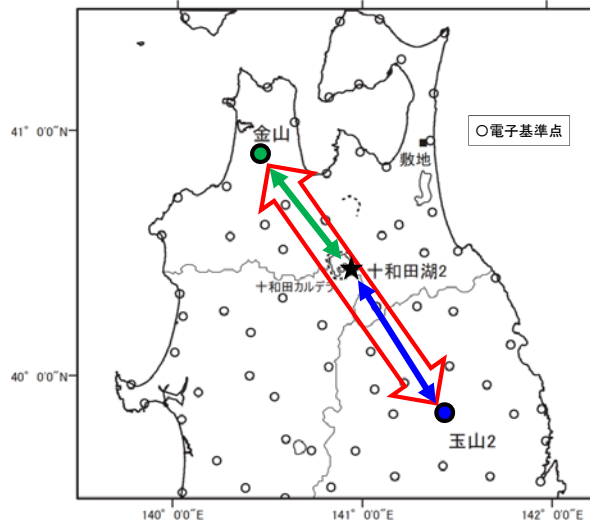 41° 0'0"N
金山
○電子基準点
敷地
十和田湖2
十和田カルデラ
40° 0'0"N
玉山2
140° 0'0"E
141° 0'0"E
142° 0'0"E